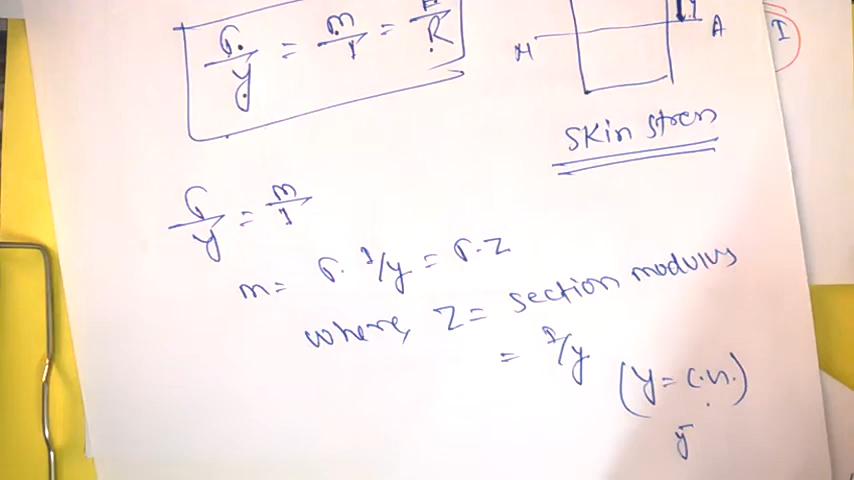 σ/y = m/I = E/R
N A
I
Skin stress
σ/y = m/I
m = σ. I/y = σ.Z
where, Z = section modulus
= I/y (y = C.G.)
ȳ